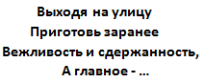 Выходя на улицу
Приготовь заранее
Вежливость и сдержанность,
А главное - ...